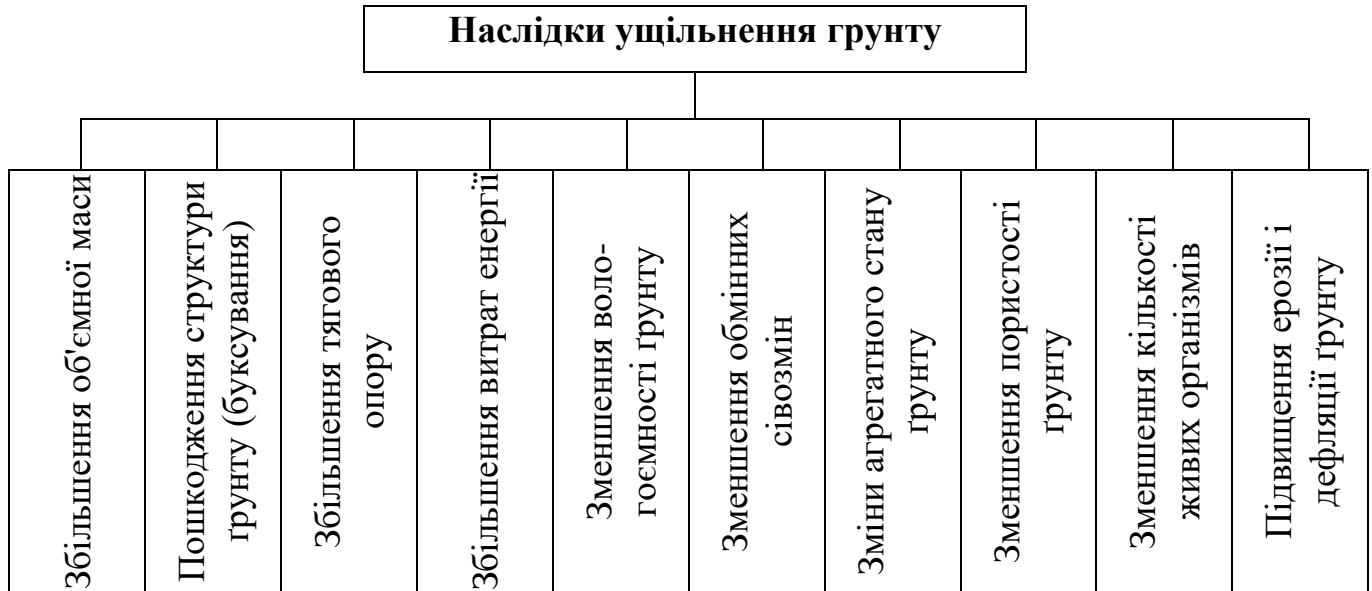 Наслідки ущільнення грунту
Збільшення об'ємної маси
Пошкодження структури
ґрунту (буксування)
Збільшення тягового
опору
Збільшення витрат енергії
Зменшення воло-
гоємності ґрунту
Зменшення обмінних
сівозмін
Зміни агрегатного стану
ґрунту
Зменшення пористості
ґрунту
Зменшення кількості
живих організмів
Підвищення ерозії і
дефляції ґрунту